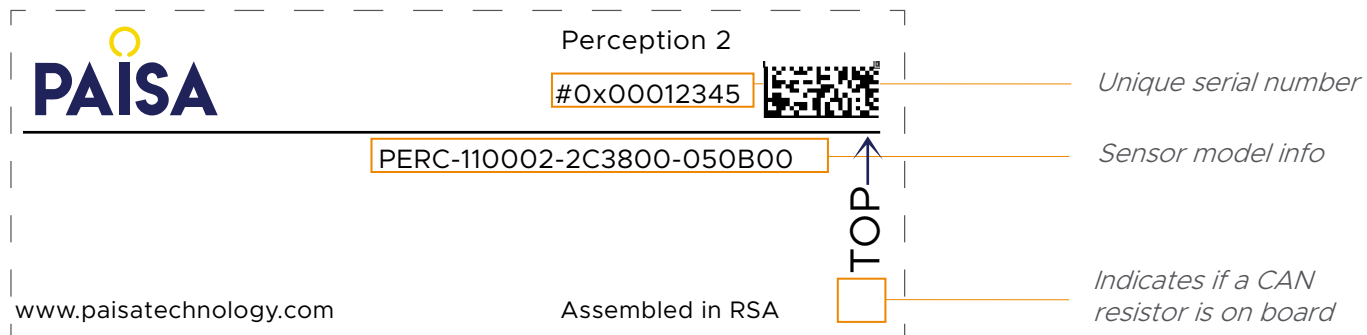 PAISA
Perception 2
#0x00012345
Unique serial number
PERC-110002-2C3800-050B00
Sensor model info
TOP
Indicates if a CAN
resistor is on board
www.paisatechnology.com
Assembled in RSA